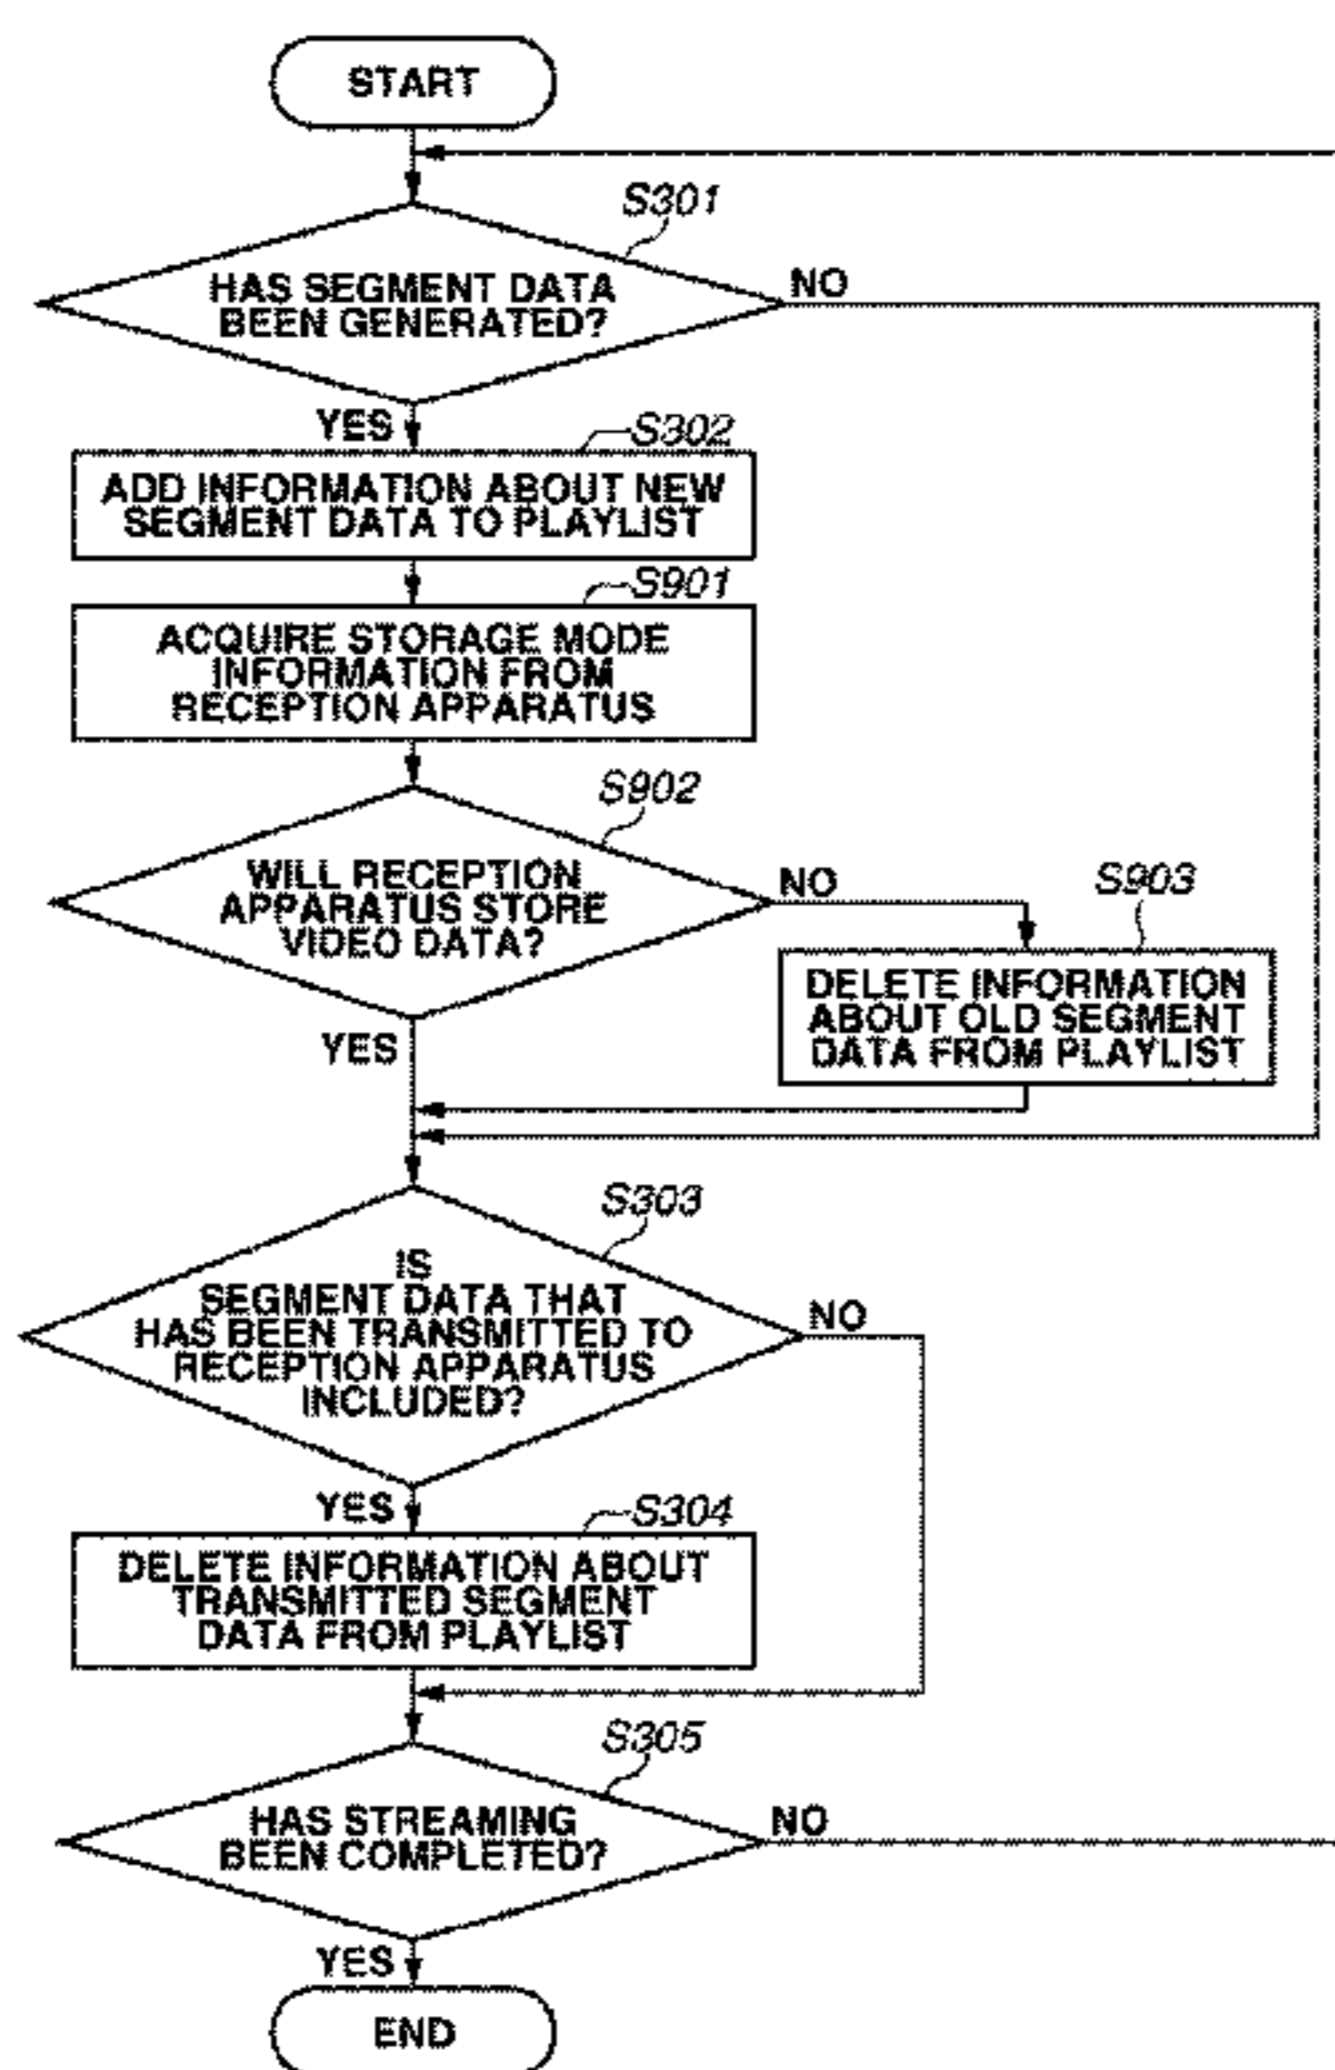 START
S301
HAS SEGMENT DATA
BEEN GENERATED?
NO
YES
S302
ADD INFORMATION ABOUT NEW
SEGMENT DATA TO PLAYLIST
S901
ACQUIRE STORAGE MODE
INFORMATION FROM
RECEPTION APPARATUS
S902
WILL RECEPTION
APPARATUS STORE
VIDEO DATA?
NO
S903
DELETE INFORMATION
ABOUT OLD SEGMENT
DATA FROM PLAYLIST
YES
S303
IS
SEGMENT DATA THAT
HAS BEEN TRANSMITTED TO
RECEPTION APPARATUS
INCLUDED?
NO
YES
S304
DELETE INFORMATION ABOUT
TRANSMITTED SEGMENT
DATA FROM PLAYLIST
S305
HAS STREAMING
BEEN COMPLETED?
NO
YES
END